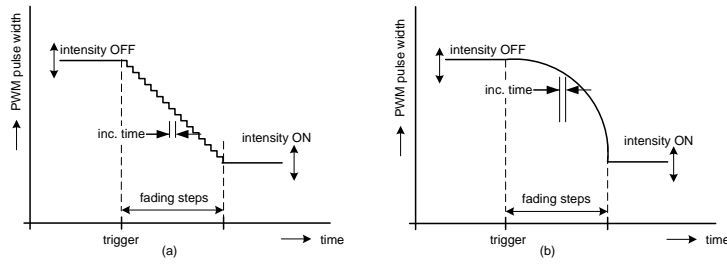 PWM pulse width
intensity OFF
inc. time
intensity ON
fading steps
trigger
time
(a)
PWM pulse width
intensity OFF
inc. time
intensity ON
fading steps
trigger
time
(b)